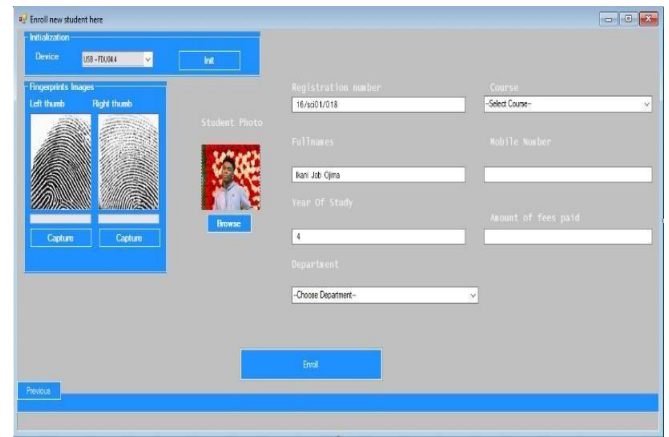 Enroll new student here
Initialization
Device
USB-FDU04:4
Init
Fingerprints Images
Left thumb Right thumb
Capture Capture
Student Photo
Browse
Registration number
16/sci01/018
Course
--Select Course--
Fullnames
Ikani Job Ojima
Mobile Number
Year Of Study
4
Amount of fees paid
Department
--Choose Department--
Enroll
Previous